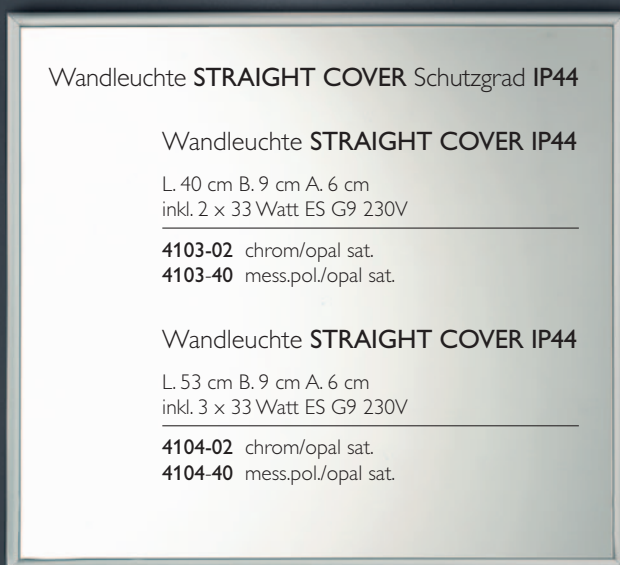 Wandleuchte STRAIGHT COVER Schutzgrad IP44
Wandleuchte STRAIGHT COVER IP44
L. 40 cm B. 9 cm A. 6 cm
inkl. 2 x 33 Watt ES G9 230V
4103-02 chrom/opal sat.
4103-40 mess.pol./opal sat.
Wandleuchte STRAIGHT COVER IP44
L. 53 cm B. 9 cm A. 6 cm
inkl. 3 x 33 Watt ES G9 230V
4104-02 chrom/opal sat.
4104-40 mess.pol./opal sat.